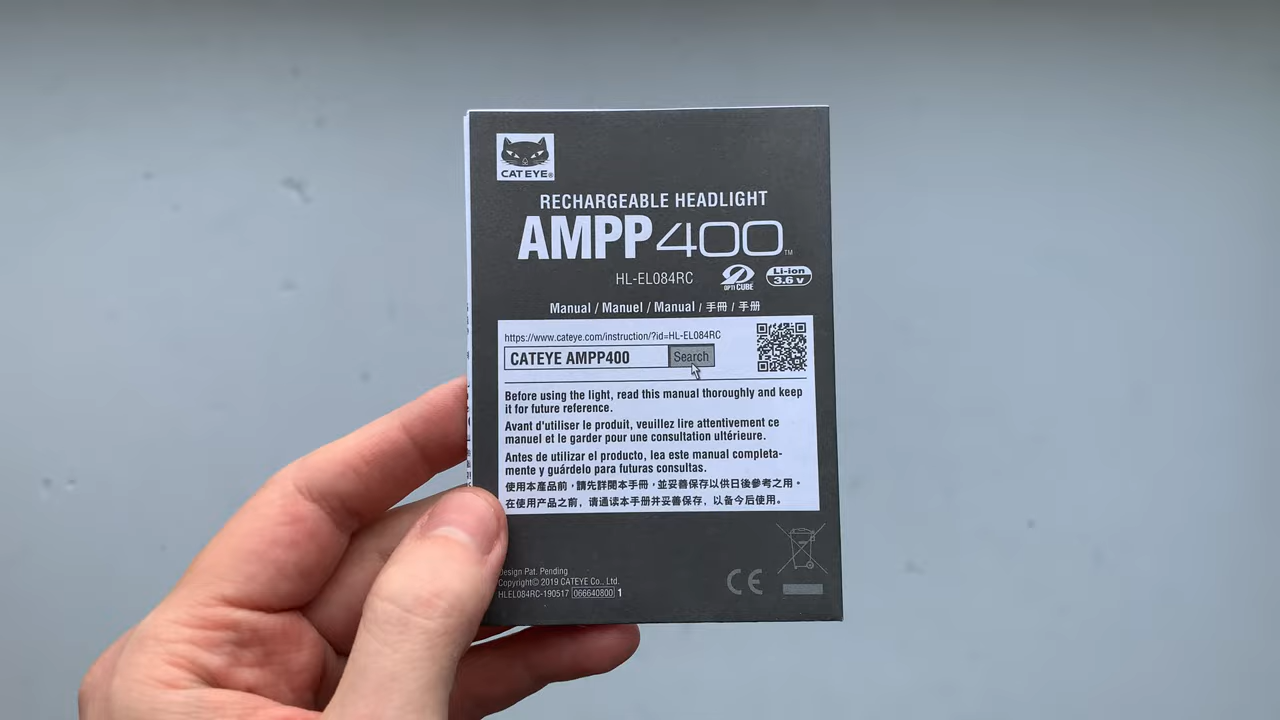 CAT EYE®
RECHARGEABLE HEADLIGHT
AMPP400™
HL-EL084RC
OPTI CUBE
Li-ion
3.6 v
Manual / Manuel / Manual / 手冊 / 手册
https://www.cateye.com/instruction/?id=HL-EL084RC
CATEYE AMPP400 Search
Before using the light, read this manual thoroughly and keep
it for future reference.
Avant d'utiliser le produit, veuillez lire attentivement ce
manuel et le garder pour une consultation ultérieure.
Antes de utilizar el producto, lea este manual completa-
mente y guárdelo para futuras consultas.
使用本產品前，請先詳閱本手冊，並妥善保存以供日後參考之用。
在使用产品之前，请通读本手册并妥善保存，以备今后使用。
Design Pat. Pending
Copyright© 2019 CATEYE Co., Ltd.
HLEL084RC-190517 066640800 1
CE